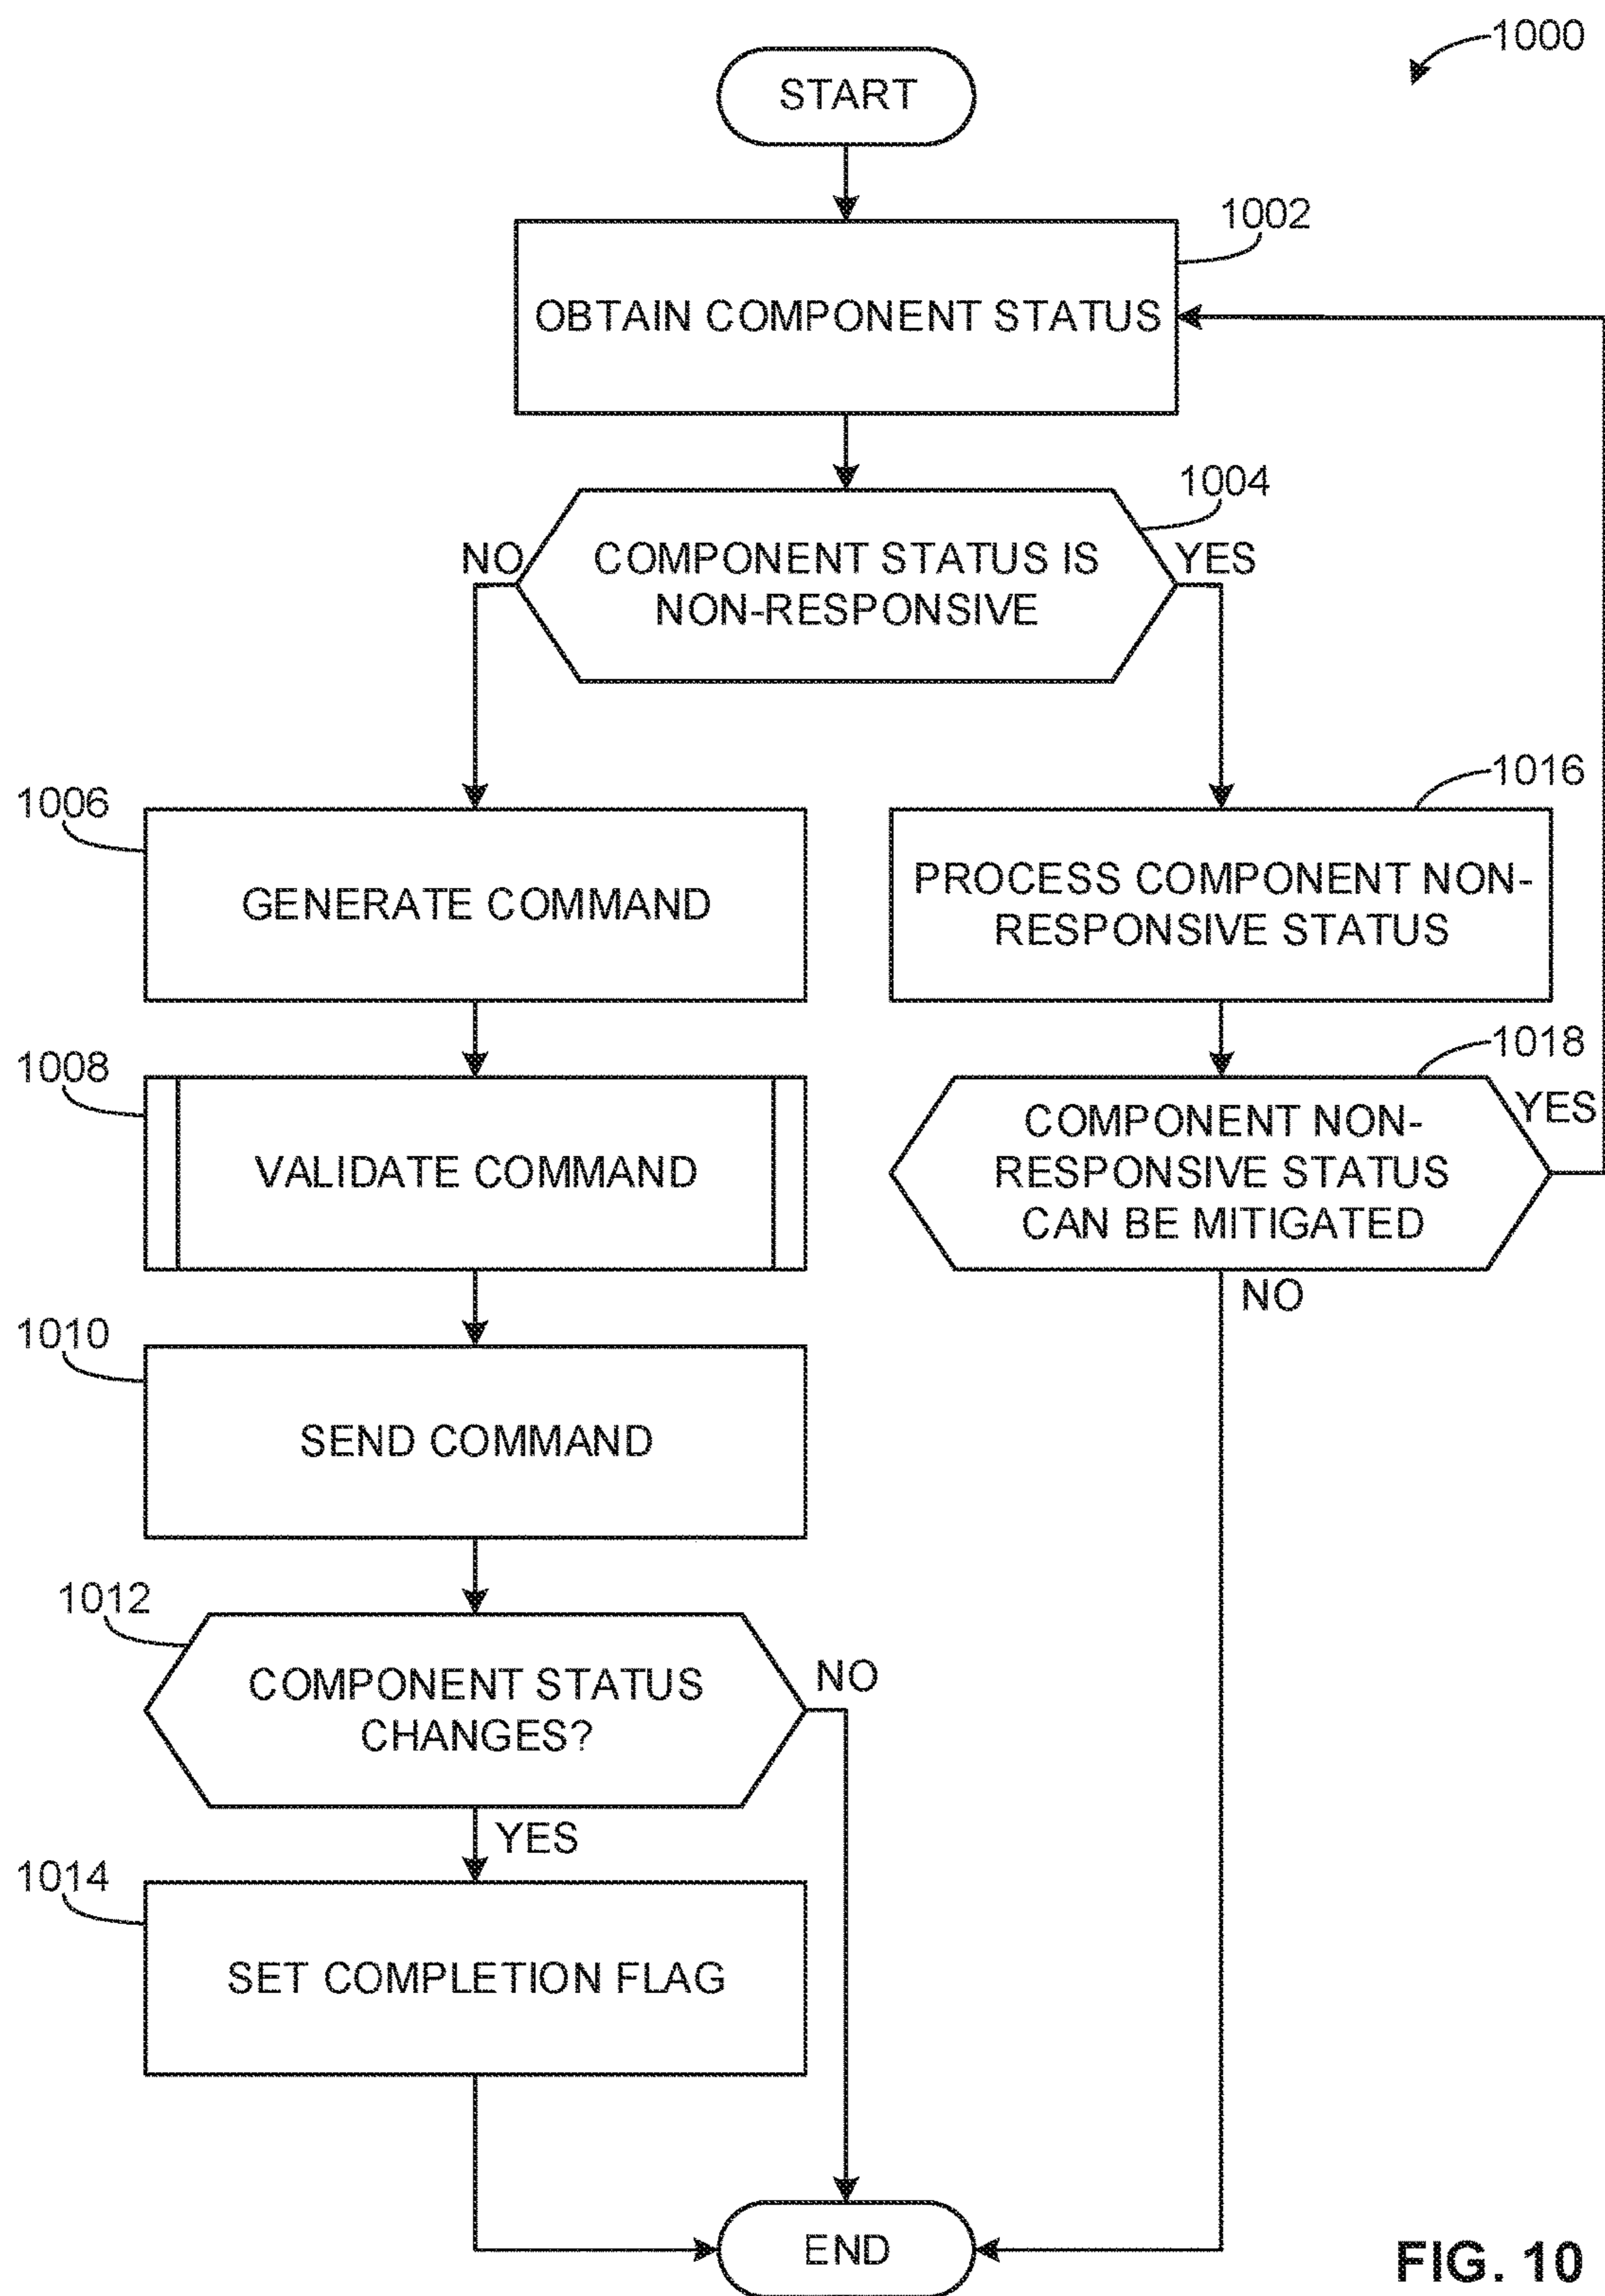 1000
START
1002
OBTAIN COMPONENT STATUS
1004
NO
COMPONENT STATUS IS
NON-RESPONSIVE
YES
1006
GENERATE COMMAND
1016
PROCESS COMPONENT NON-
RESPONSIVE STATUS
1008
VALIDATE COMMAND
1018
COMPONENT NON-
RESPONSIVE STATUS
CAN BE MITIGATED
YES
NO
1010
SEND COMMAND
1012
COMPONENT STATUS
CHANGES?
NO
YES
1014
SET COMPLETION FLAG
END
FIG. 10